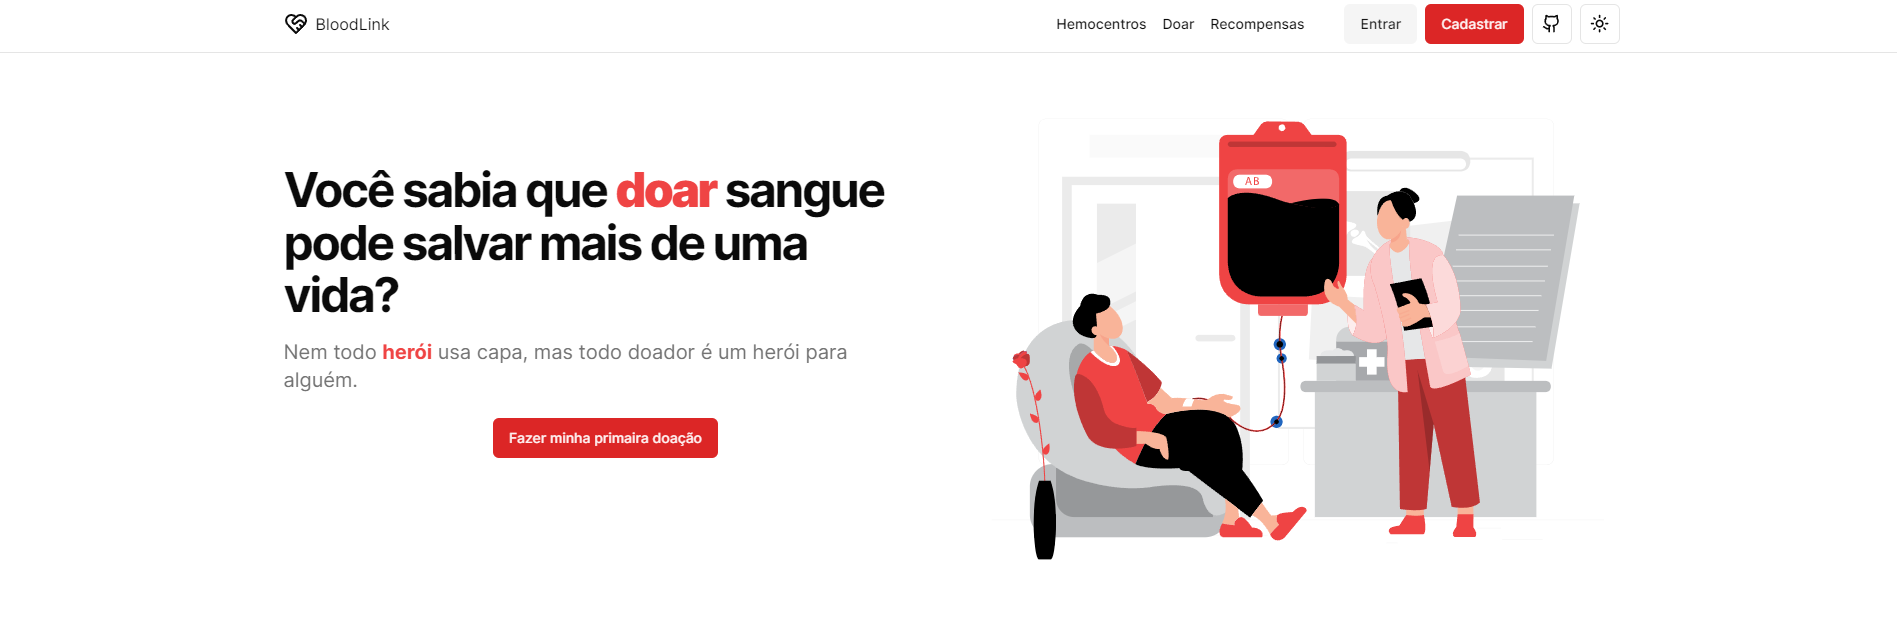 BloodLink
Hemocentros Doar Recompensas Entrar Cadastrar
Você sabia que doar sangue
pode salvar mais de uma
vida?
Nem todo herói usa capa, mas todo doador é um herói para
alguém.
Fazer minha primaira doação
AB